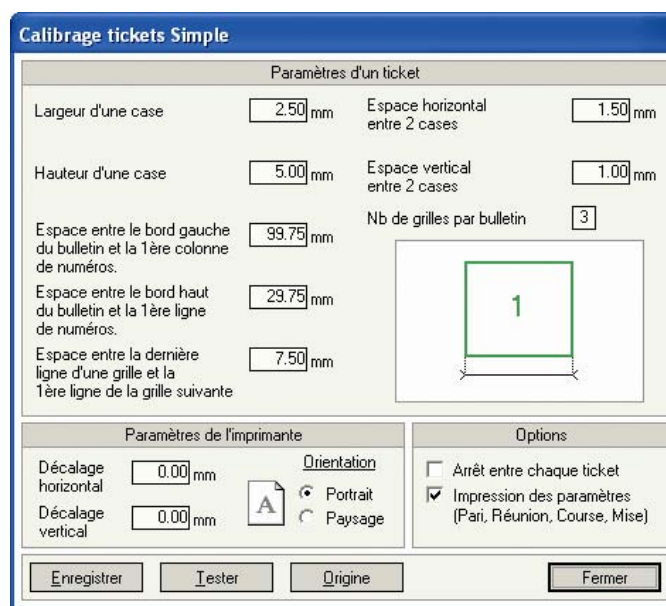 Calibrage tickets Simple
Paramètres d'un ticket
Largeur d'une case
2.50 mm
Espace horizontal
entre 2 cases
1.50 mm
Hauteur d'une case
5.00 mm
Espace vertical
entre 2 cases
1.00 mm
Nb de grilles par bulletin
3
Espace entre le bord gauche
du bulletin et la 1ère colonne
de numéros.
99.75 mm
Espace entre le bord haut
du bulletin et la 1ère ligne
de numéros.
29.75 mm
Espace entre la dernière
ligne d'une grille et la
1ère ligne de la grille suivante
7.50 mm
1
Paramètres de l'imprimante
Décalage
horizontal
0.00 mm
Décalage
vertical
0.00 mm
A
Orientation
Portrait
Paysage
Options
Arrêt entre chaque ticket
Impression des paramètres
(Pari, Réunion, Course, Mise)
Enregistrer
Tester
Origine
Fermer